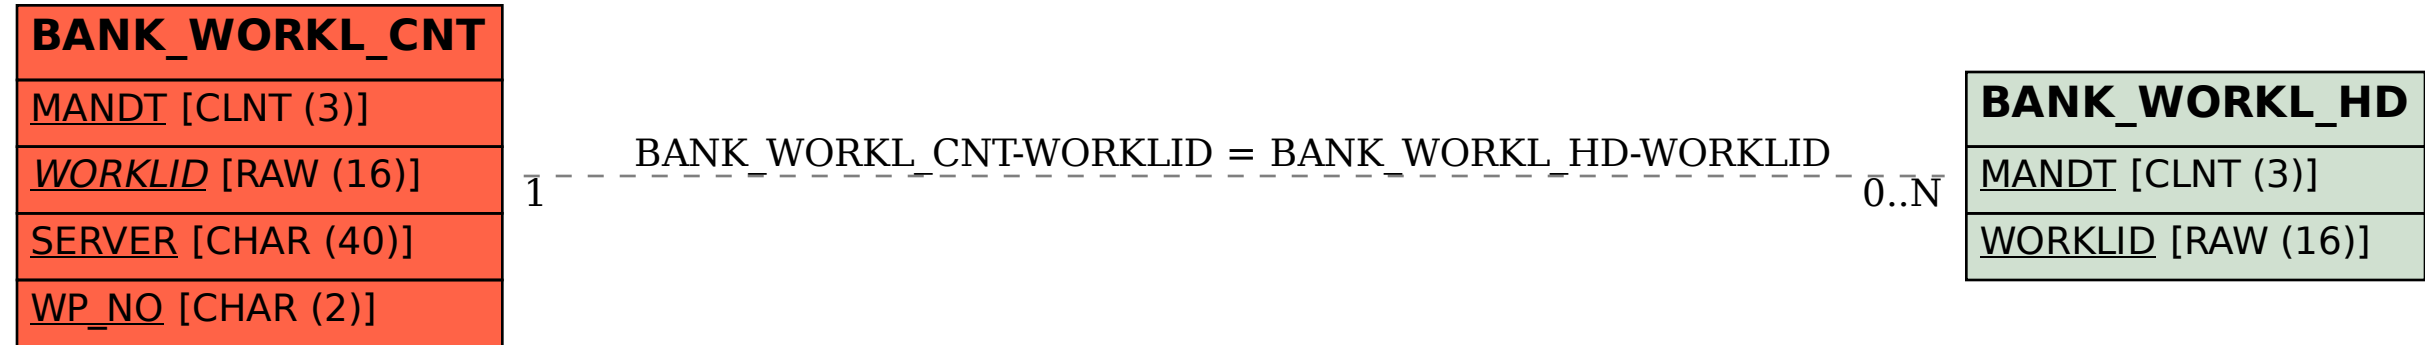 BANK_WORKL_CNT
MANDT [CLNT (3)]
WORKLID [RAW (16)]
SERVER [CHAR (40)]
WP_NO [CHAR (2)]
BANK_WORKL_CNT-WORKLID = BANK_WORKL_HD-WORKLID
1
0..N
BANK_WORKL_HD
MANDT [CLNT (3)]
WORKLID [RAW (16)]